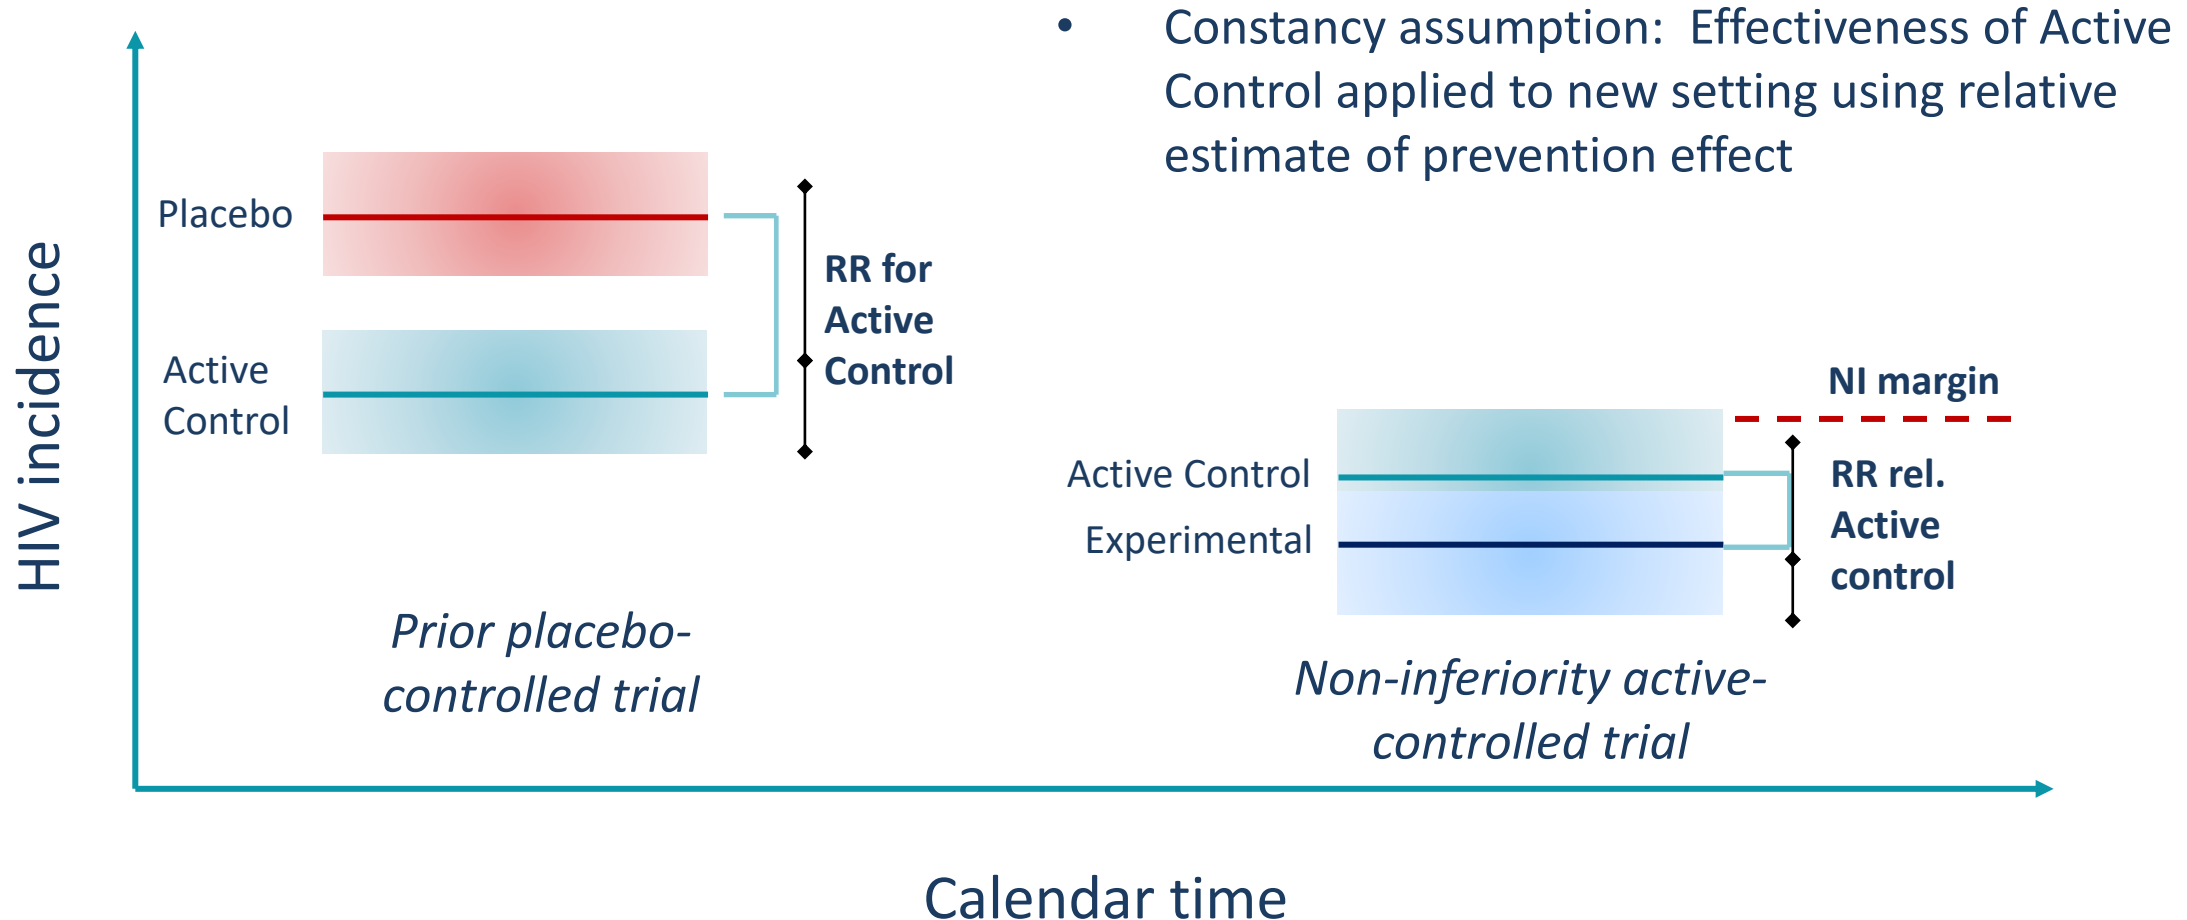 • Constancy assumption: Effectiveness of Active
Control applied to new setting using relative
estimate of prevention effect
HIV incidence
Placebo
Active
Control
RR for
Active
Control
Prior placebo-
controlled trial
NI margin
Active Control
Experimental
RR rel.
Active
control
Non-inferiority active-
controlled trial
Calendar time